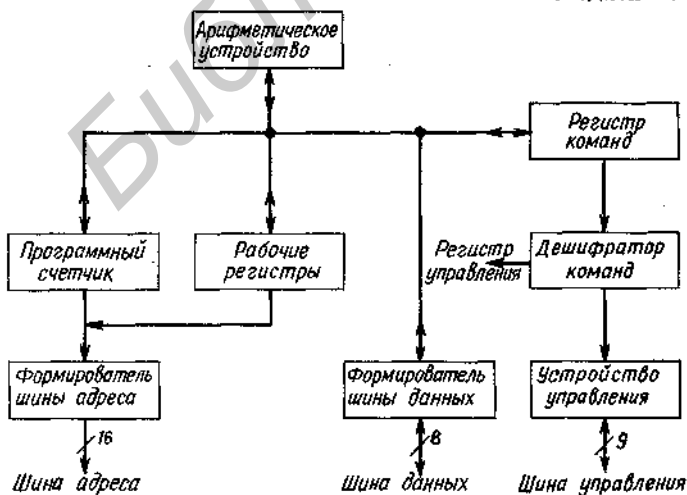 Арифметическое
устройство
Регистр
команд
Программный
счетчик
Рабочие
регистры
Регистр
управления
Дешифратор
команд
Формирователь
шины адреса
Формирователь
шины данных
Устройство
управления
16
8
9
Шина адреса
Шина данных
Шина управления